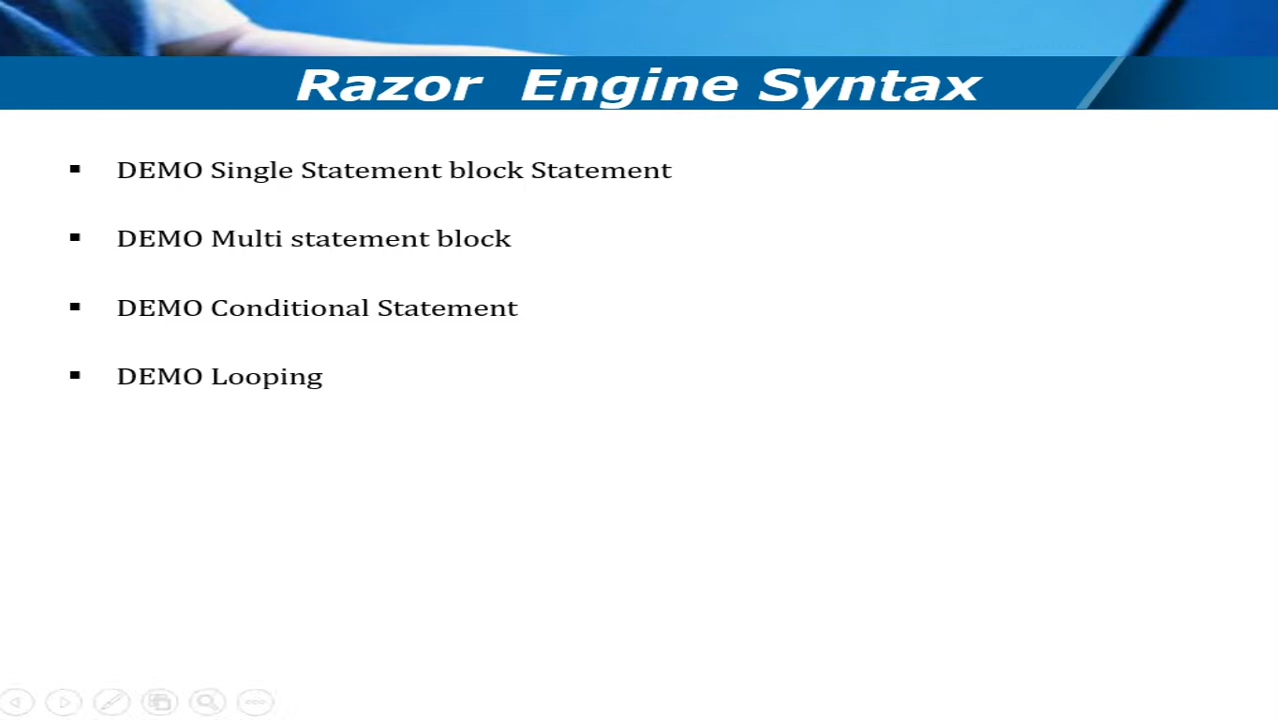 Razor Engine Syntax
DEMO Single Statement block Statement
DEMO Multi statement block
DEMO Conditional Statement
DEMO Looping